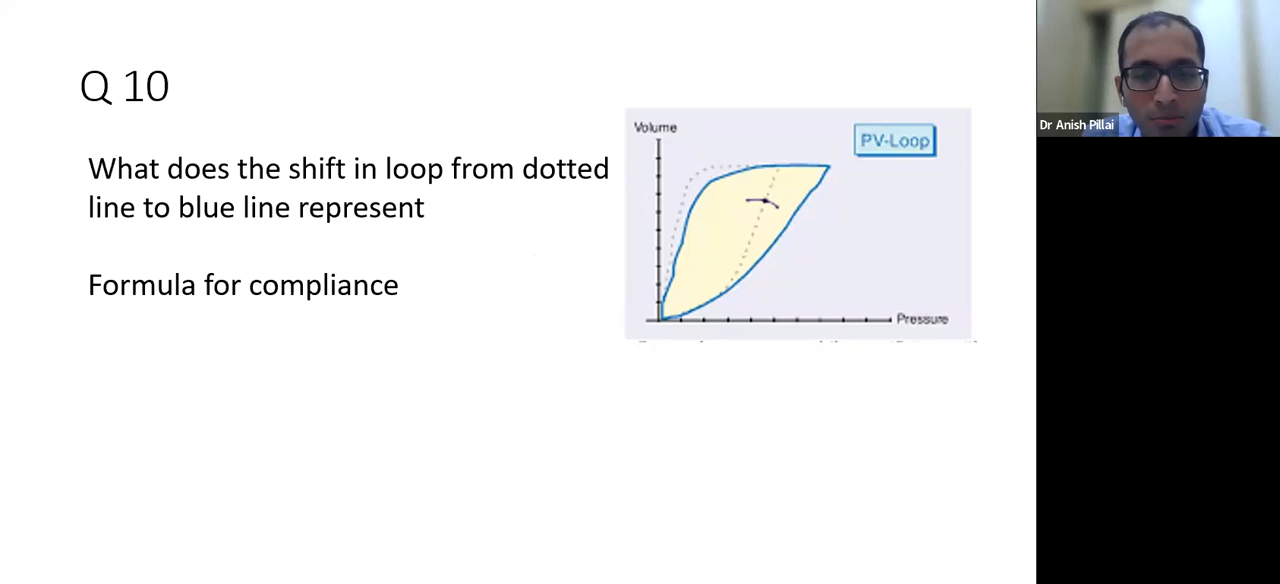 Q 10
What does the shift in loop from dotted
line to blue line represent
Formula for compliance
Volume
PV-Loop
Pressure
Dr Anish Pillai